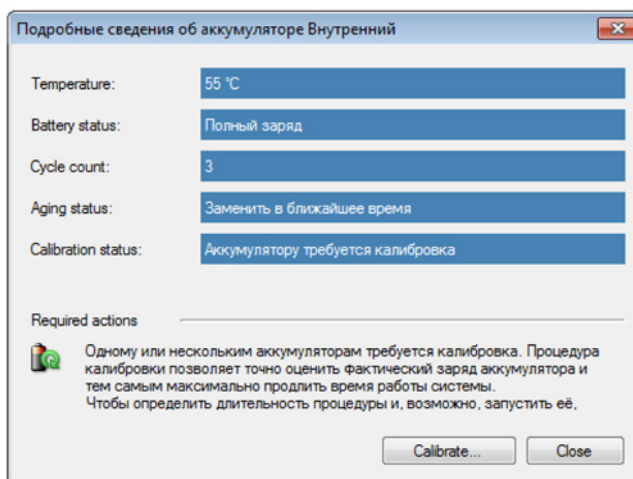 Подробные сведения об аккумуляторе Внутренний
Temperature: 55 °C
Battery status: Полный заряд
Cycle count: 3
Aging status: Заменить в ближайшее время
Calibration status: Аккумулятору требуется калибровка
Required actions
Одному или нескольким аккумуляторам требуется калибровка. Процедура
калибровки позволяет точно оценить фактический заряд аккумулятора и
тем самым максимально продлить время работы системы.
Чтобы определить длительность процедуры и, возможно, запустить её,
Calibrate... Close